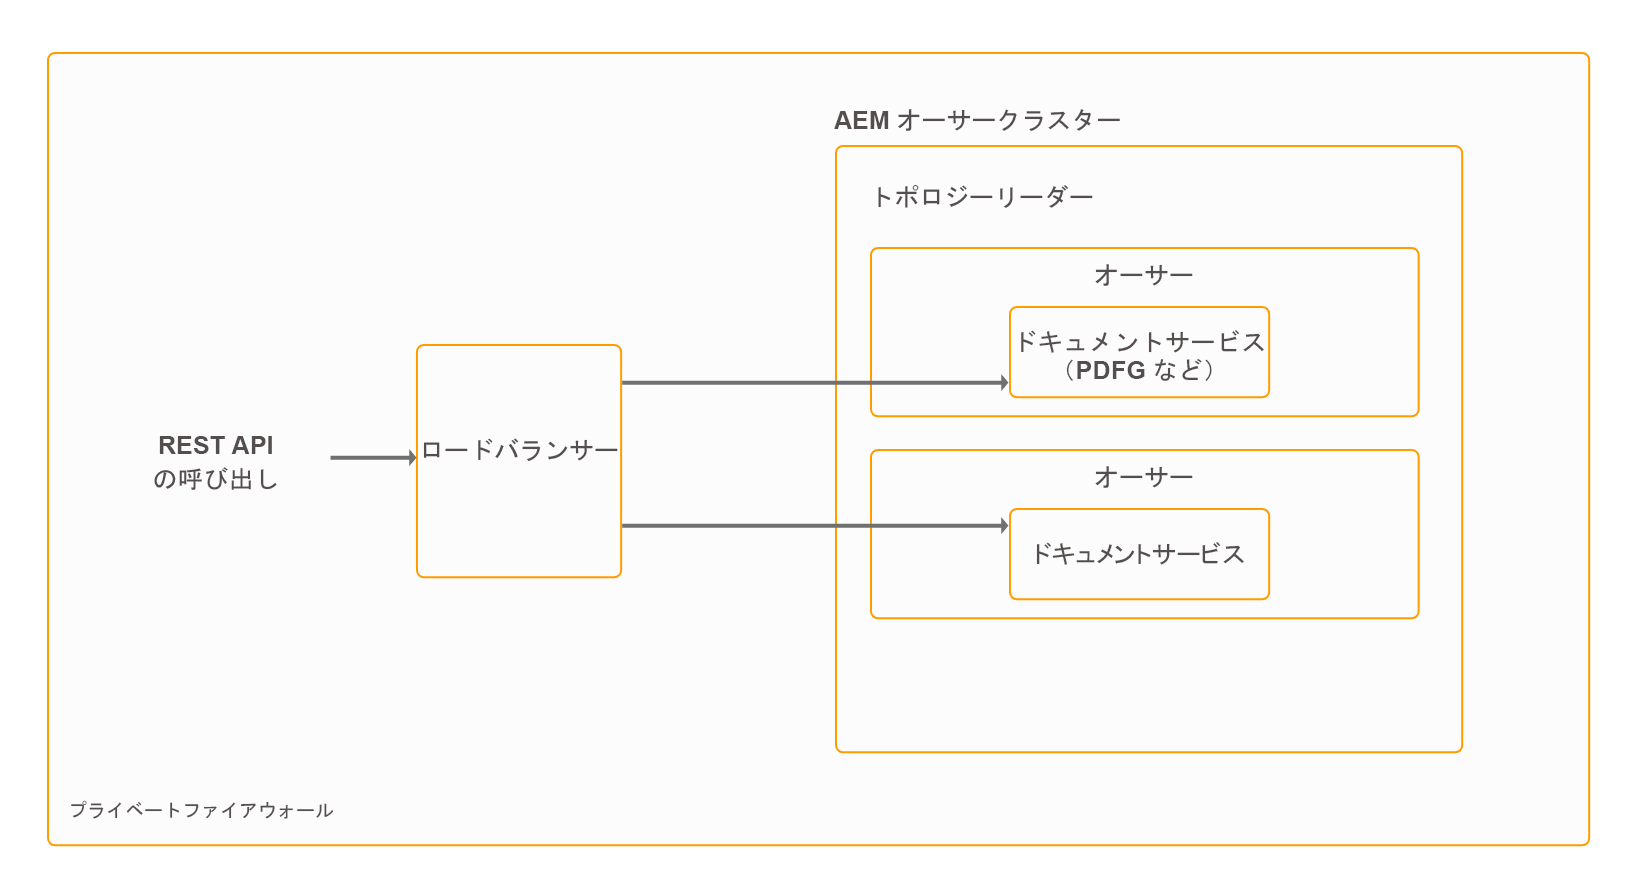 AEM オーサークラスター
トポロジーリーダー
オーサー
ドキュメントサービス
（PDFG など）
REST API
の呼び出し
ロードバランサー
オーサー
ドキュメントサービス
プライベートファイアウォール